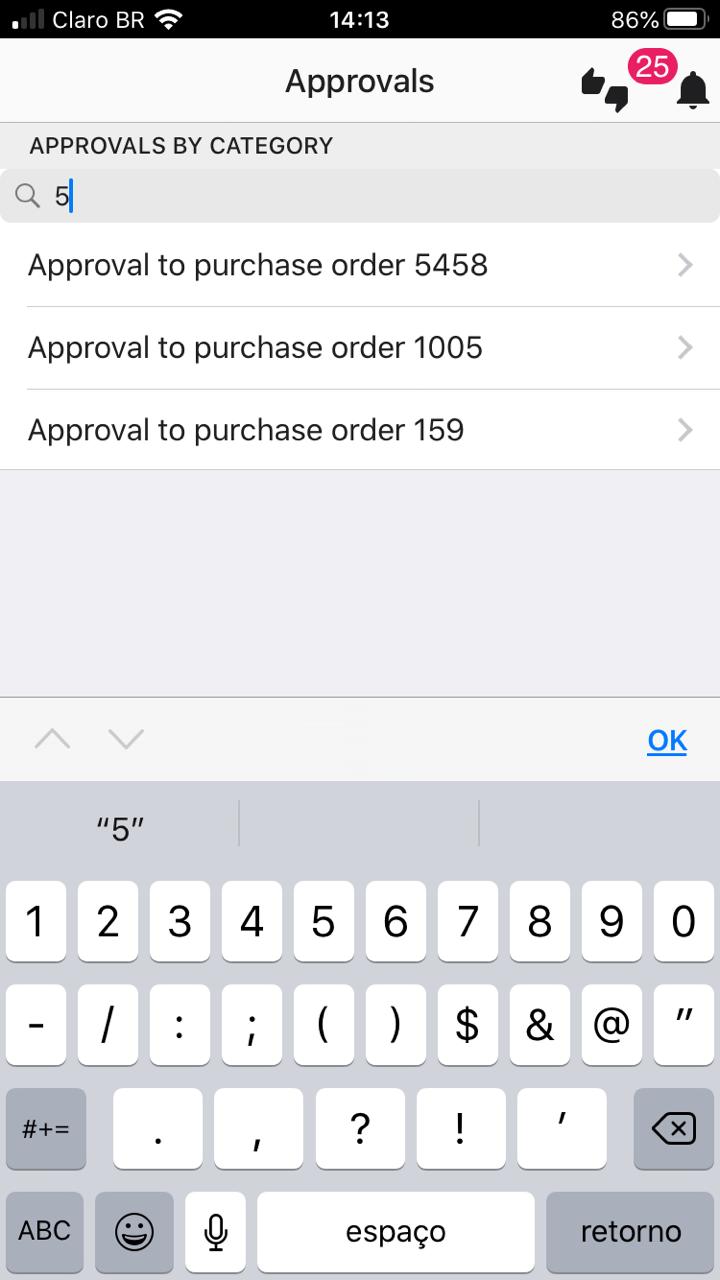 Claro BR 14:13 86%
Approvals 25
APPROVALS BY CATEGORY
5
Approval to purchase order 5458
Approval to purchase order 1005
Approval to purchase order 159
OK
“5”
1 2 3 4 5 6 7 8 9 0
- / : ; ( ) $ & @ "
#+= . , ? ! ′
ABC espaço retorno